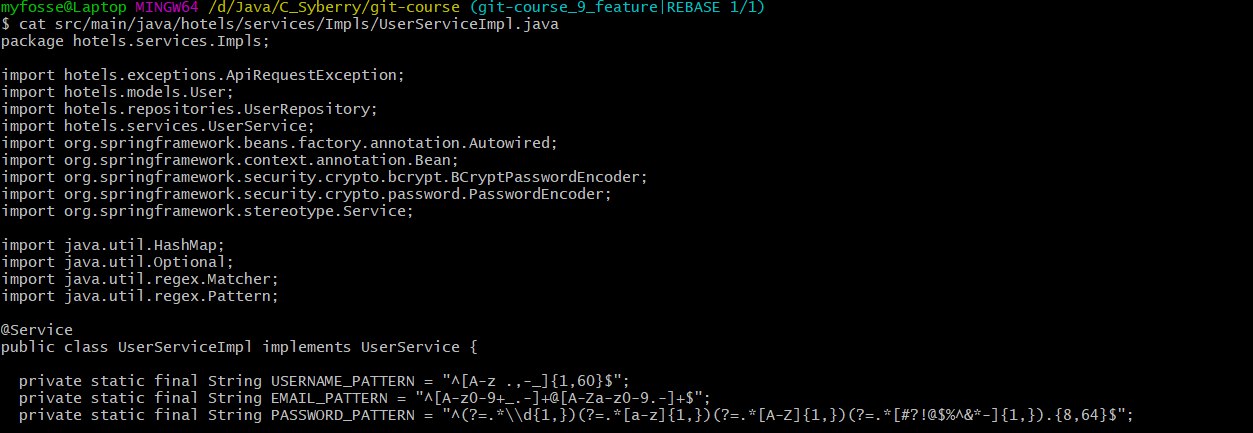 myfosse@Laptop MINGW64 /d/Java/C_Syberry/git-course (git-course_9_feature|REBASE 1/1)
$ cat src/main/java/hotels/services/Impls/UserServiceImpl.java
package hotels.services.Impls;

import hotels.exceptions.ApiRequestException;
import hotels.models.User;
import hotels.repositories.UserRepository;
import hotels.services.UserService;
import org.springframework.beans.factory.annotation.Autowired;
import org.springframework.context.annotation.Bean;
import org.springframework.security.crypto.bcrypt.BCryptPasswordEncoder;
import org.springframework.security.crypto.password.PasswordEncoder;
import org.springframework.stereotype.Service;

import java.util.HashMap;
import java.util.Optional;
import java.util.regex.Matcher;
import java.util.regex.Pattern;

@Service
public class UserServiceImpl implements UserService {

  private static final String USERNAME_PATTERN = "^[A-z .,-_]{1,60}$";
  private static final String EMAIL_PATTERN = "^[A-z0-9+_.-]+@[A-Za-z0-9.-]+$";
  private static final String PASSWORD_PATTERN = "^(?=.*\\d{1,})(?=.*[a-z]{1,})(?=.*[A-Z]{1,})(?=.*[#?!@$%^&*-]{1,}).{8,64}$";